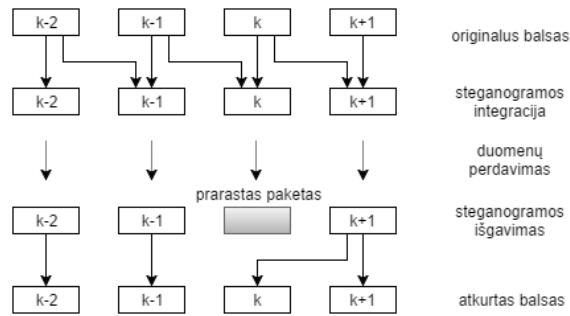 k-2 k-1 k k+1 originalus balsas
k-2 k-1 k k+1 steganogramos
integracija
duomenų
perdavimas
prarastas paketas
k-2 k-1 k+1 steganogramos
išgavimas
k-2 k-1 k k+1 atkurtas balsas